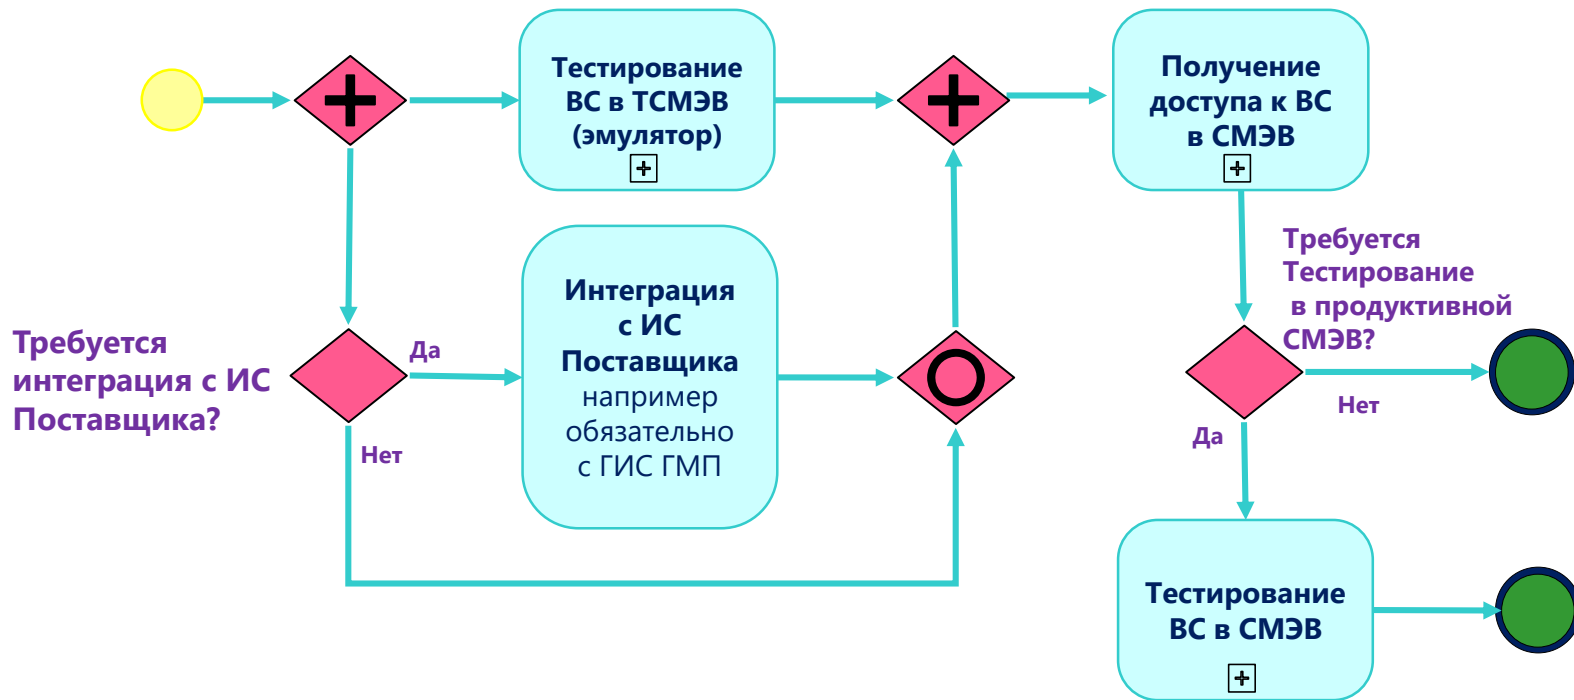 Тестирование
ВС в ТСМЭВ
(эмулятор)
Получение
доступа к ВС
в СМЭВ
Требуется
интеграция с ИС
Поставщика?
Да
Нет
Интеграция
с ИС
Поставщика
например
обязательно
с ГИС ГМП
Требуется
Тестирование
в продуктивной
СМЭВ?
Нет
Да
Тестирование
ВС в СМЭВ